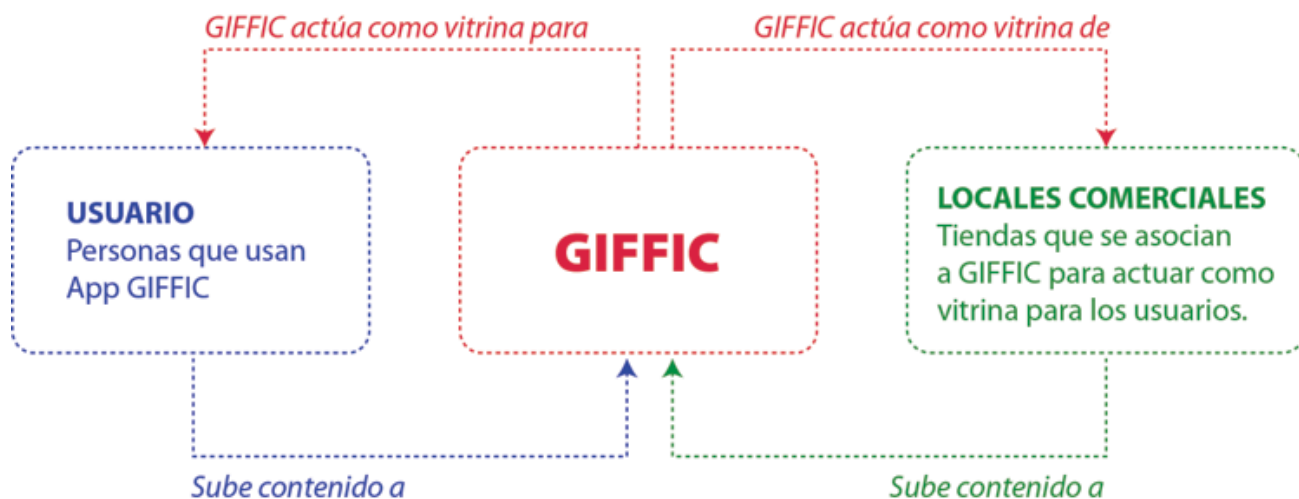 GIFFIC actúa como vitrina para
GIFFIC actúa como vitrina de
USUARIO
Personas que usan
App GIFFIC
GIFFIC
LOCALES COMERCIALES
Tiendas que se asocian
a GIFFIC para actuar como
vitrina para los usuarios.
Sube contenido a
Sube contenido a